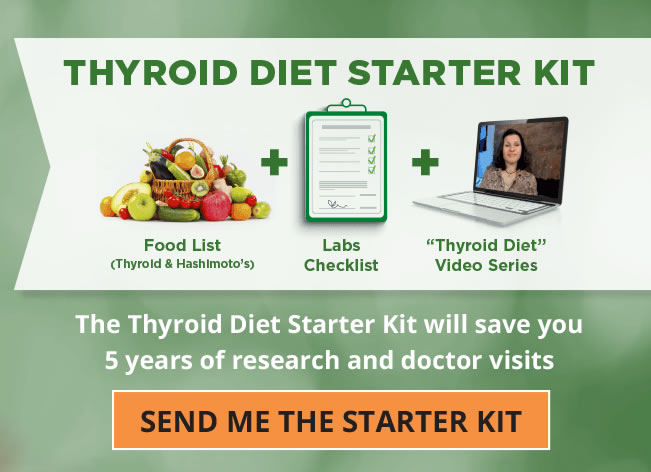 THYROID DIET STARTER KIT
Food List
(Thyroid & Hashimoto's)
Labs
Checklist
“Thyroid Diet”
Video Series
The Thyroid Diet Starter Kit will save you
5 years of research and doctor visits
SEND ME THE STARTER KIT